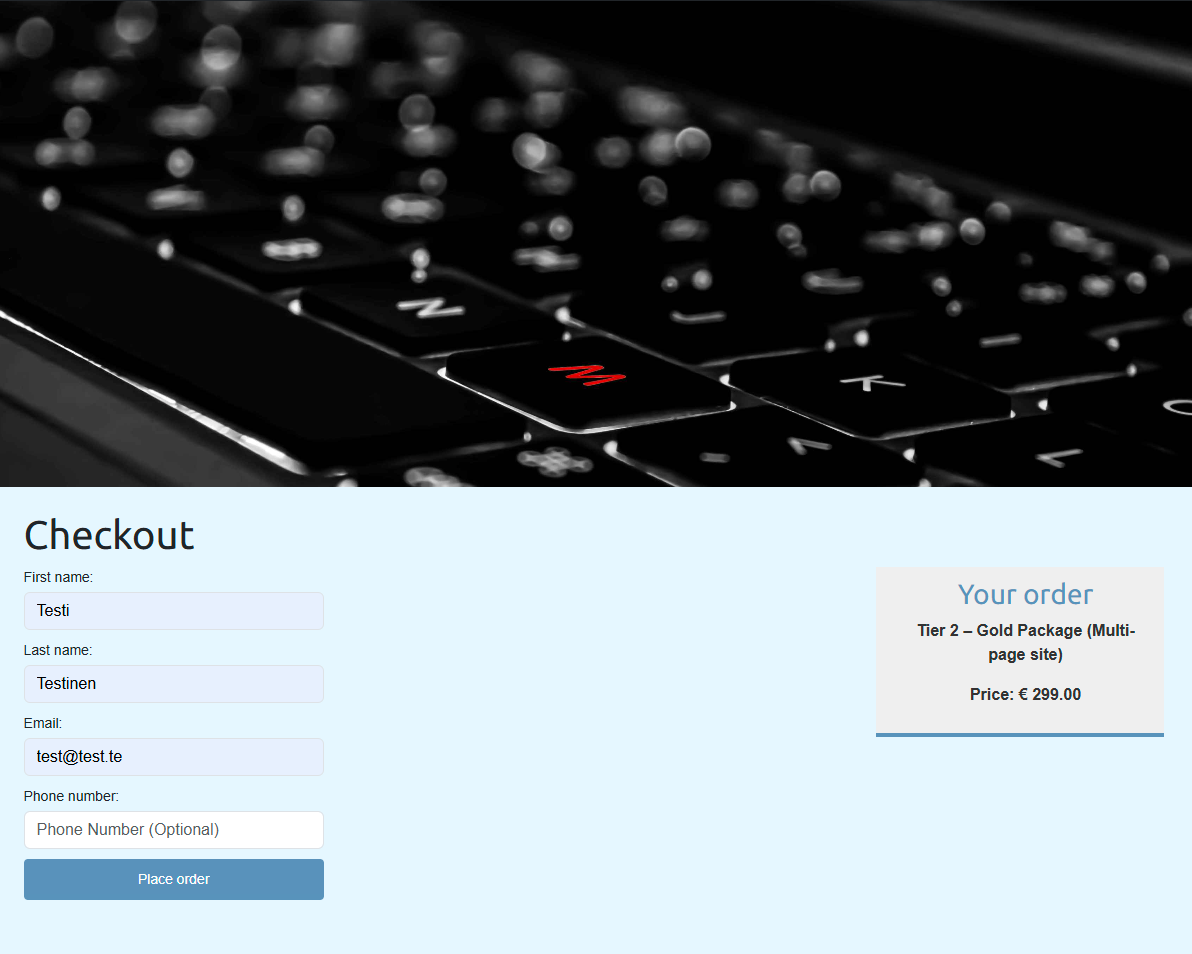 N
M
K
Checkout
First name:
Testi
Last name:
Testinen
Email:
test@test.te
Phone number:
Phone Number (Optional)
Place order
Your order
Tier 2 – Gold Package (Multi-
page site)
Price: € 299.00